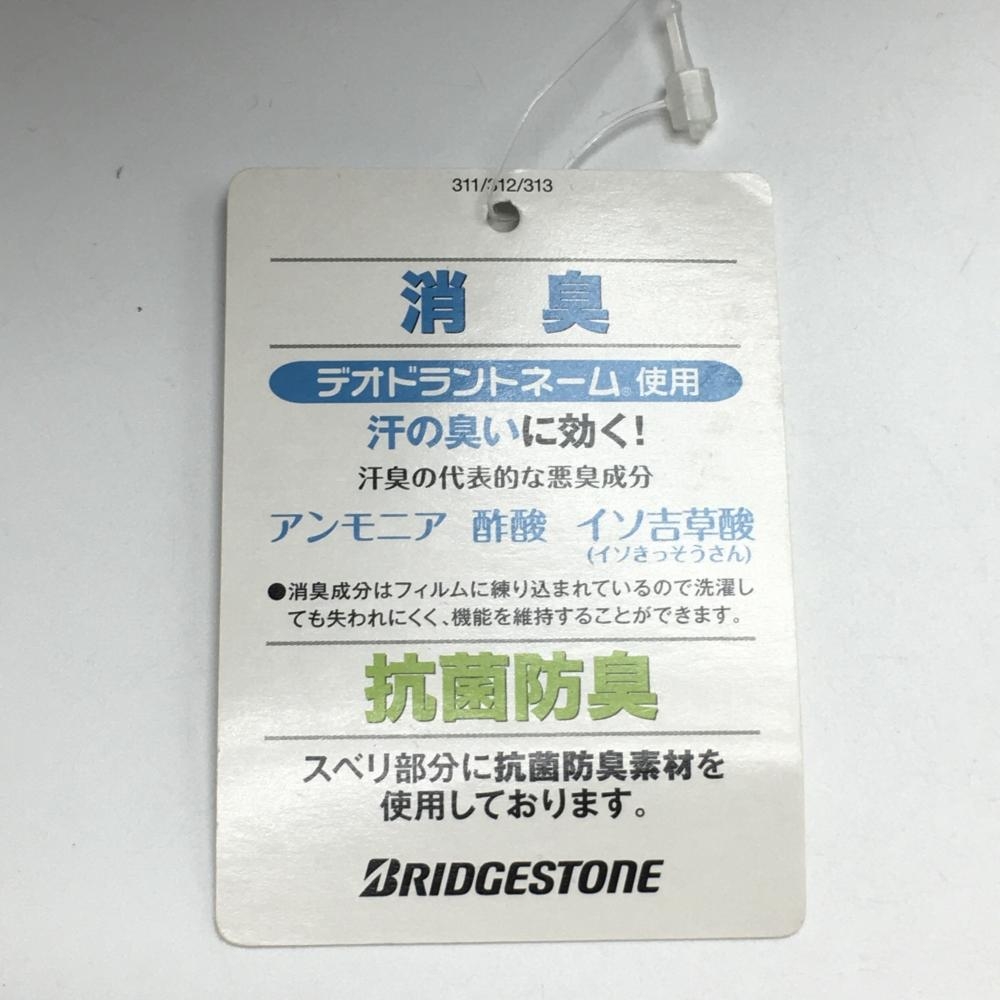 311/312/313
消 臭
デオドラントネーム® 使用
汗の臭いに効く!
汗臭の代表的な悪臭成分
アンモニア 酢酸 イソ吉草酸
(イソきっそうさん)
●消臭成分はフィルムに練り込まれているので洗濯し
ても失われにくく、機能を維持することができます。
抗菌防臭
スベリ部分に抗菌防臭素材を
使用しております。
BRIDGESTONE